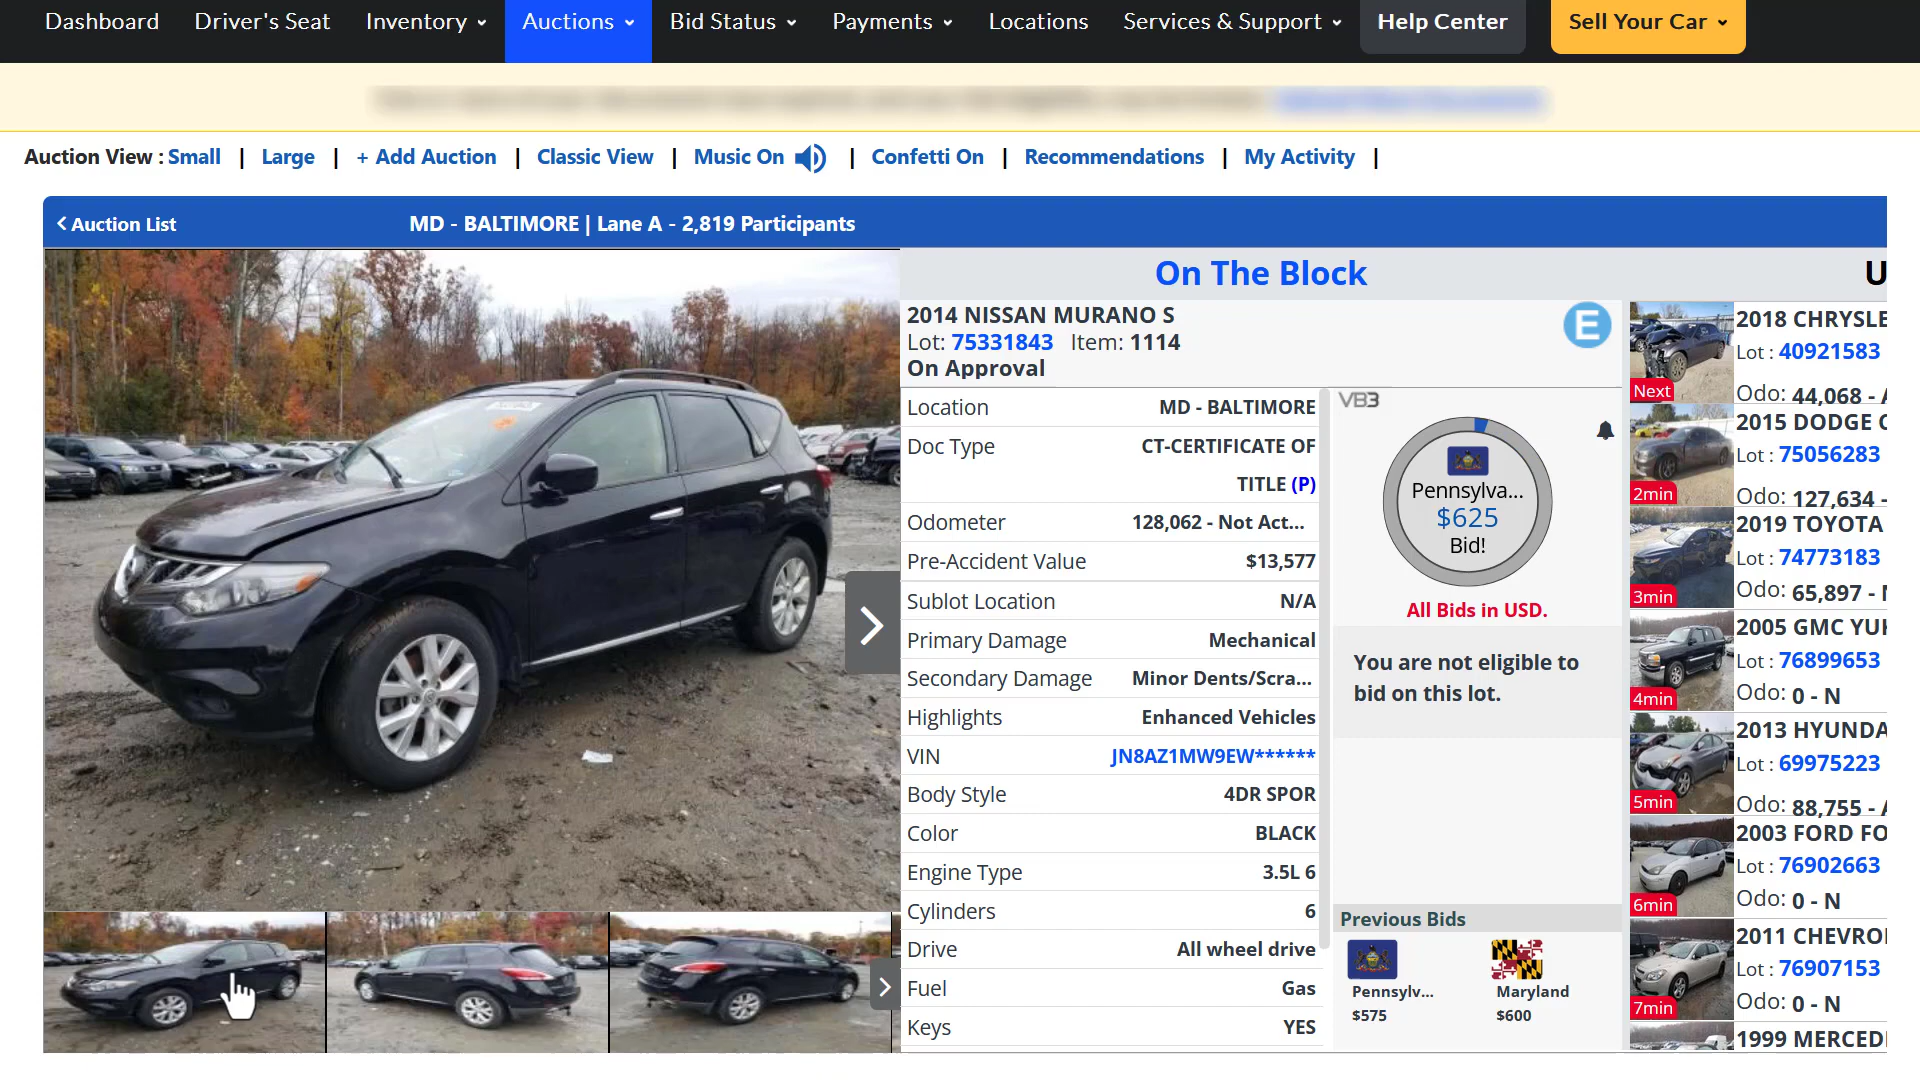 Dashboard
Driver's Seat
Inventory
Auctions
Bid Status
Payments
Locations
Services & Support
Help Center
Sell Your Car
Auction View : Small | Large | + Add Auction | Classic View | Music On | Confetti On | Recommendations | My Activity |
Auction List
MD - BALTIMORE | Lane A - 2,819 Participants
On The Block
U
2014 NISSAN MURANO S
Lot: 75331843 Item: 1114
On Approval
E
Location MD - BALTIMORE
Doc Type CT-CERTIFICATE OF
TITLE (P)
Odometer 128,062 - Not Act...
Pre-Accident Value $13,577
Sublot Location N/A
Primary Damage Mechanical
Secondary Damage Minor Dents/Scra...
Highlights Enhanced Vehicles
VIN JN8AZ1MW9EW******
Body Style 4DR SPOR
Color BLACK
Engine Type 3.5L 6
Cylinders 6
Drive All wheel drive
Fuel Gas
Keys YES
VB3
Pennsylva...
$625
Bid!
All Bids in USD.
You are not eligible to
bid on this lot.
Previous Bids
Pennsylv...
$575
Maryland
$600
2018 CHRYSLE
Lot : 40921583
Odo: 44,068 - A
Next
2015 DODGE C
Lot : 75056283
Odo: 127,634 -
2min
2019 TOYOTA
Lot : 74773183
Odo: 65,897 - N
3min
2005 GMC YUK
Lot : 76899653
Odo: 0 - N
4min
2013 HYUNDA
Lot : 69975223
Odo: 88,755 - A
5min
2003 FORD FO
Lot : 76902663
Odo: 0 - N
6min
2011 CHEVROL
Lot : 76907153
Odo: 0 - N
7min
1999 MERCED